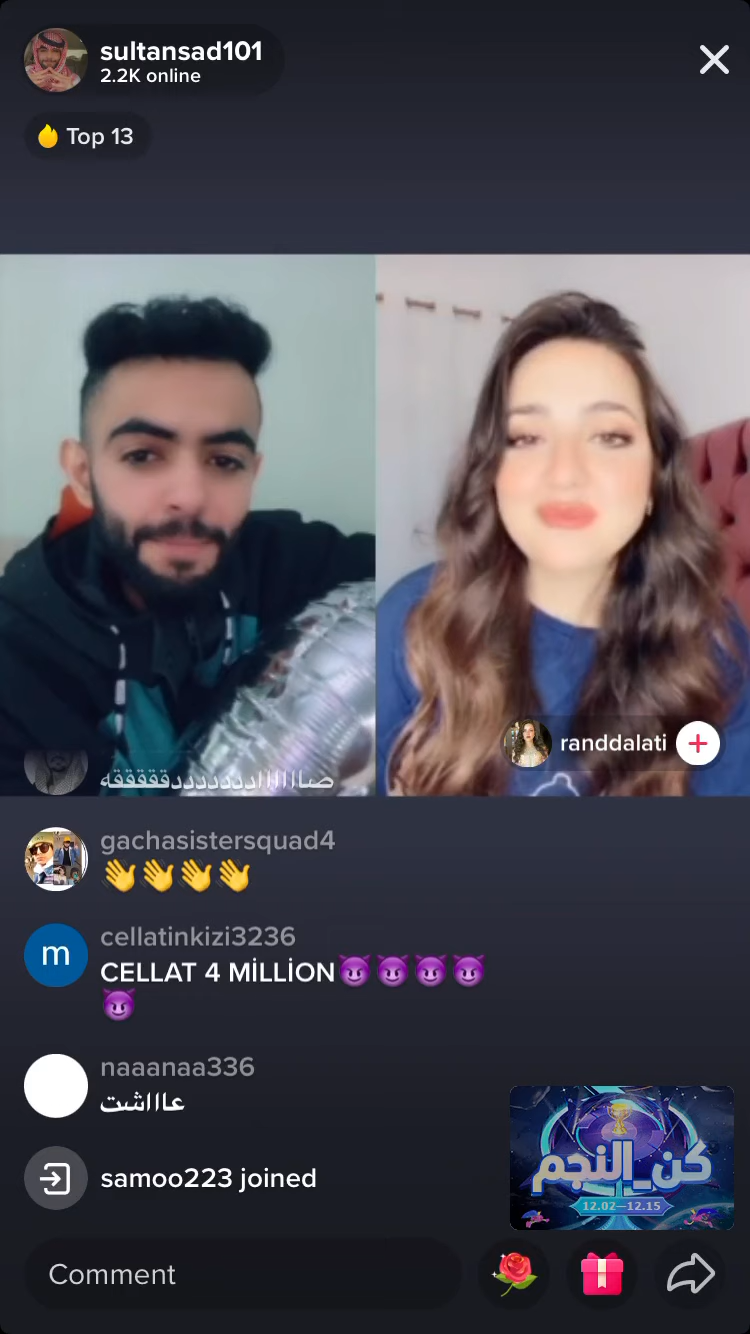 sultansad101
2.2K online
Top 13
randdalati
صااااااادددددددققققققه
gachasistersquad4
👋👋👋👋
cellatinkizi3236
CELLAT 4 MİLLİON😈😈😈😈
😈
m
naaanaa336
عاااشت
samoo223 joined
كن_النجم
12.02—12.15
Comment